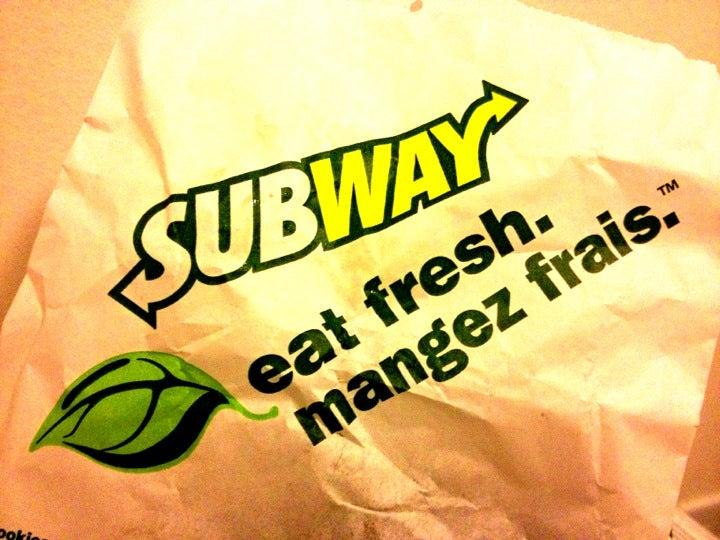 SUBWAY
eat fresh.
mangez frais.™